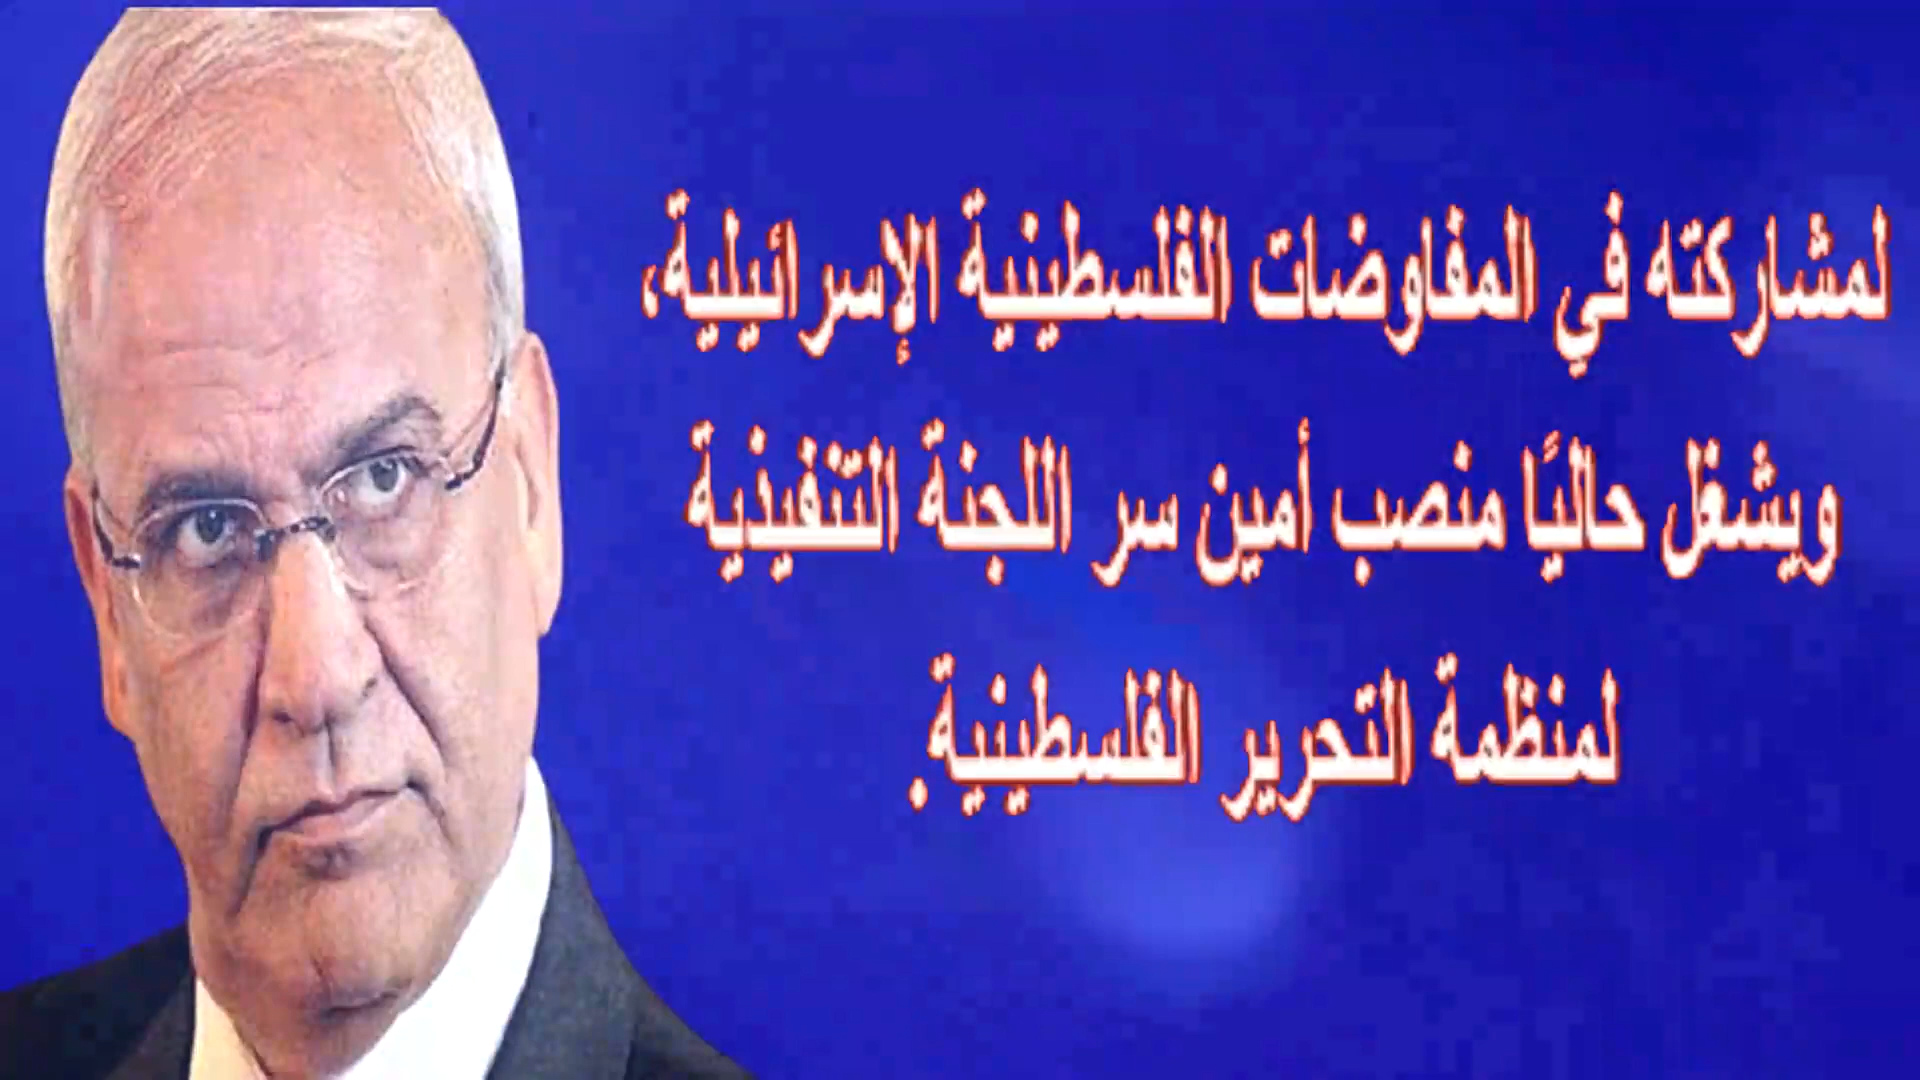 لمشاركته في المفاوضات الفلسطينية الإسرائيلية،
ويشغل حاليًا منصب أمين سر اللجنة التنفيذية
لمنظمة التحرير الفلسطينية.